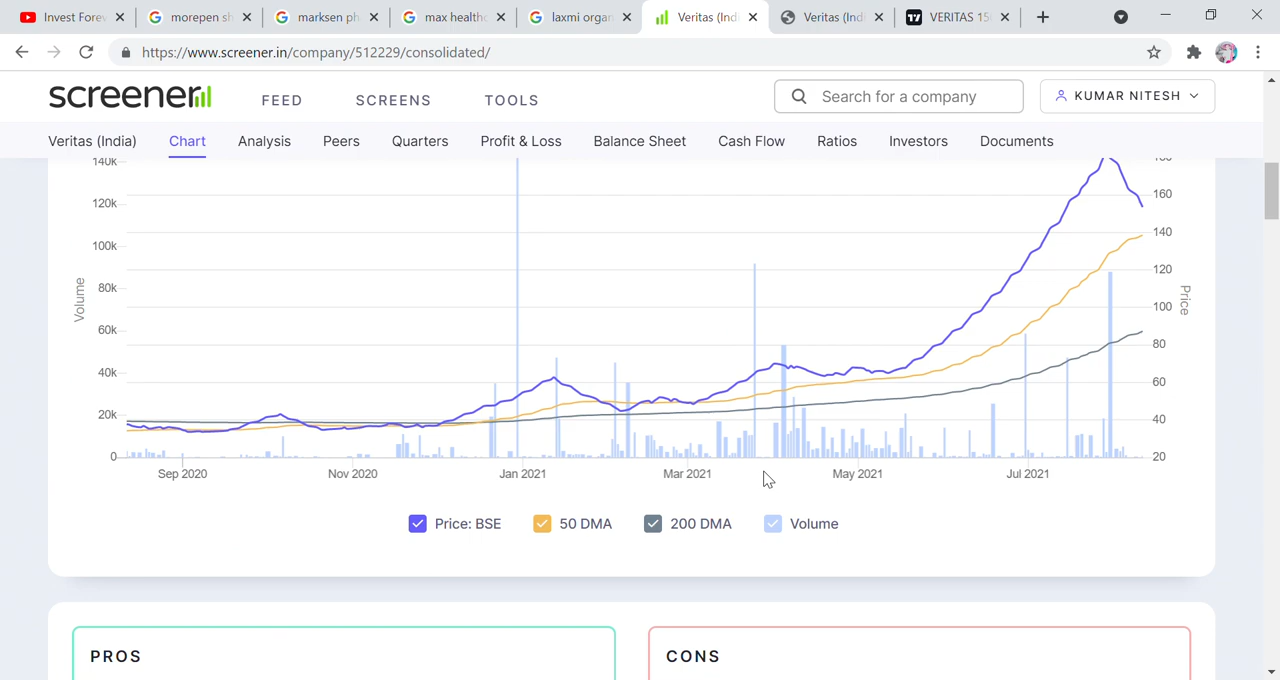 Invest Forev
morepen sh
marksen ph
max healthc
laxmi organ
Veritas (Indi
Veritas (Indi
VERITAS 15
https://www.screener.in/company/512229/consolidated/
screener
FEED
SCREENS
TOOLS
Search for a company
KUMAR NITESH
Veritas (India)
Chart
Analysis
Peers
Quarters
Profit & Loss
Balance Sheet
Cash Flow
Ratios
Investors
Documents
140k
120k
100k
80k
60k
40k
20k
0
Volume
160
140
120
100
80
60
40
20
Price
Sep 2020
Nov 2020
Jan 2021
Mar 2021
May 2021
Jul 2021
Price: BSE
50 DMA
200 DMA
Volume
PROS
CONS